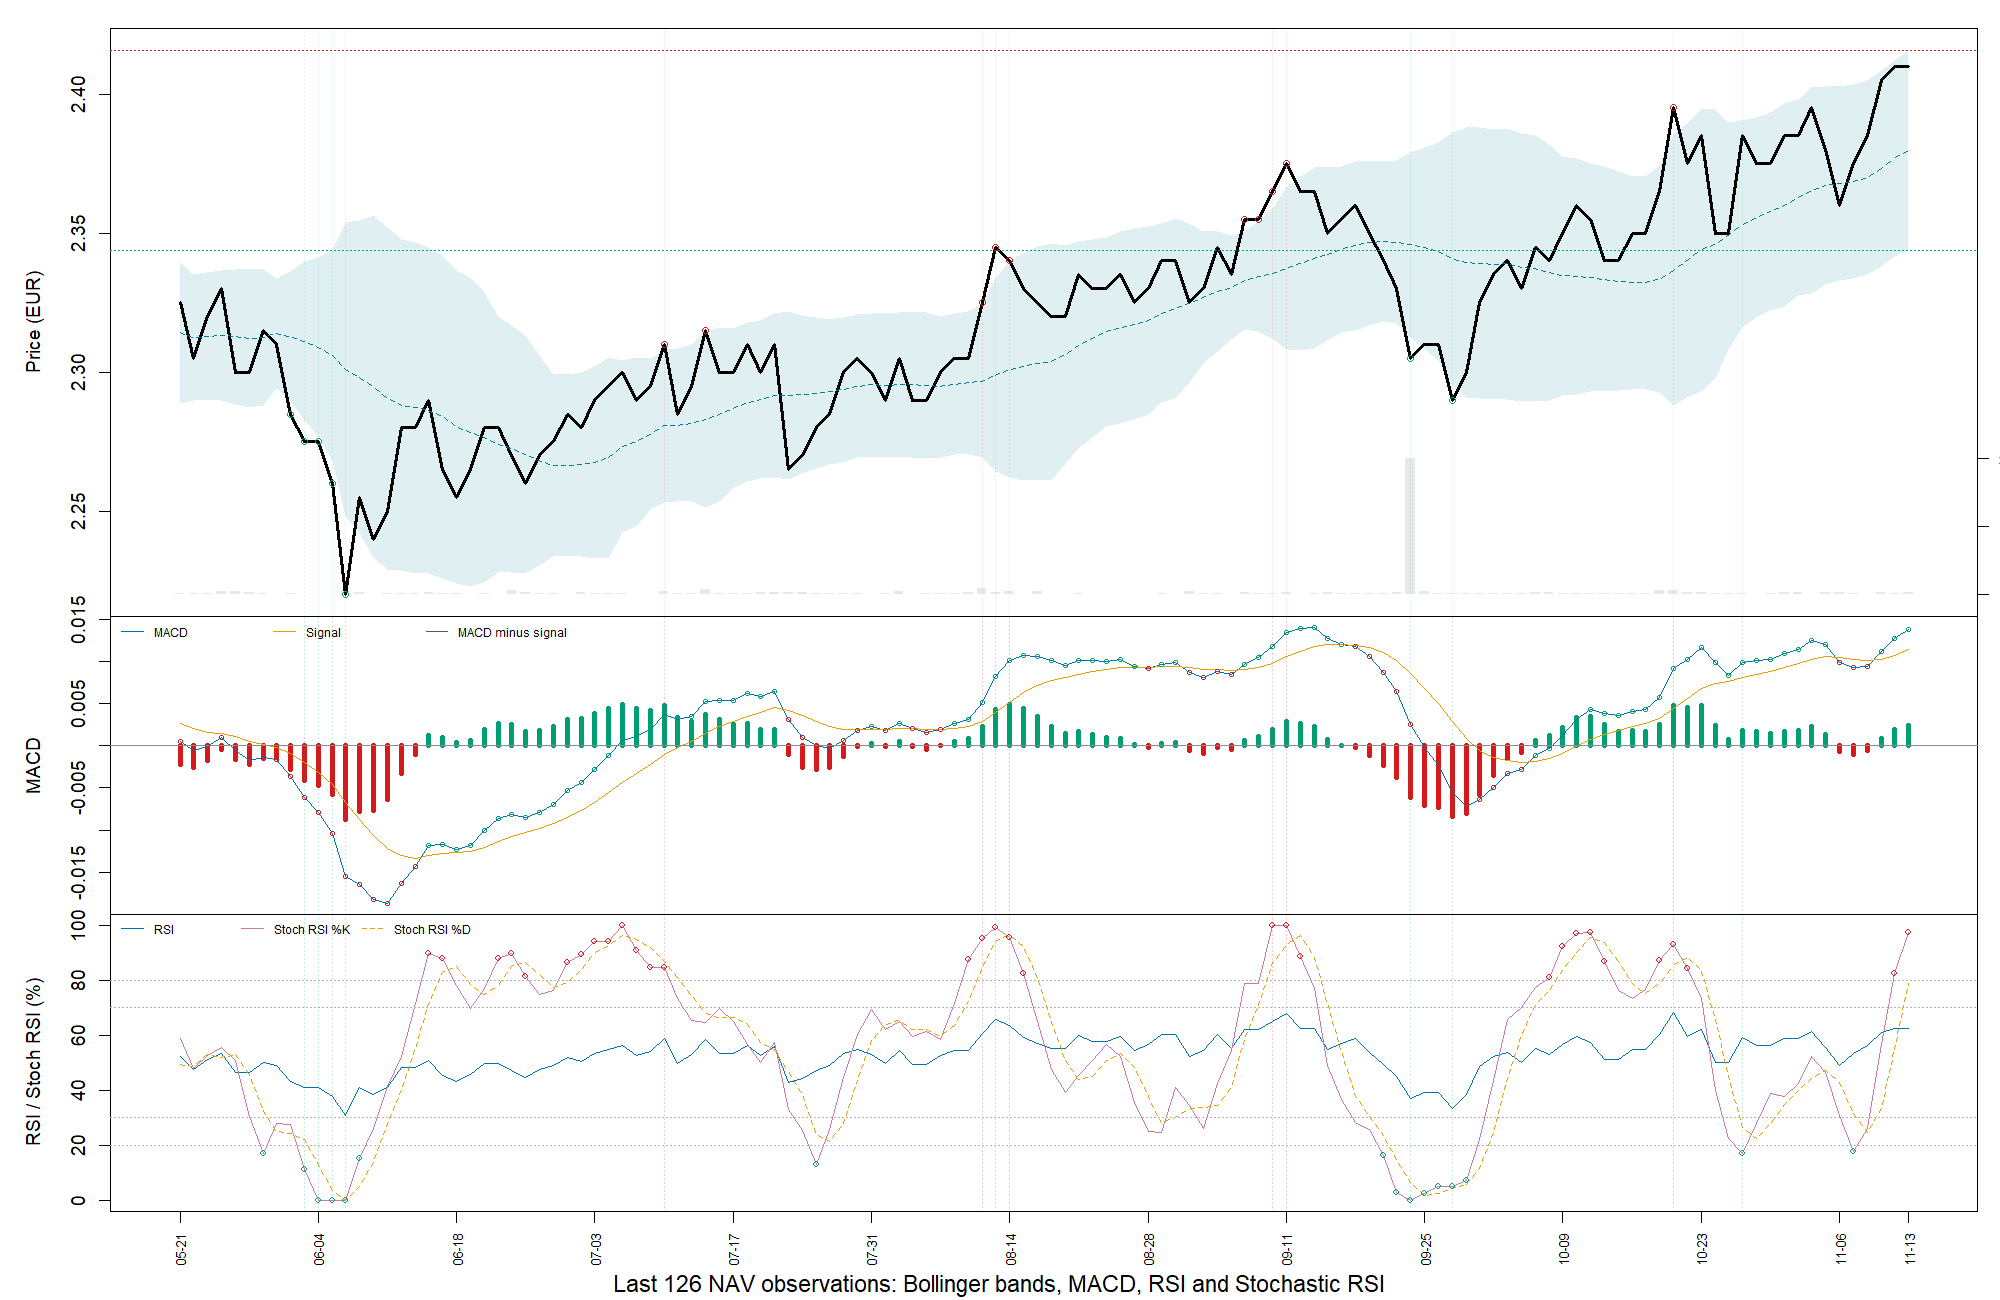 2.40
2.35
2.30
2.25
Price (EUR)
0.015
0.005
-0.005
-0.015
MACD
MACD Signal MACD minus signal
100
80
60
40
20
0
RSI / Stoch RSI (%)
RSI Stoch RSI %K Stoch RSI %D
05-21 06-04 06-18 07-03 07-17 07-31 08-14 08-28 09-11 09-25 10-09 10-23 11-06 11-13
Last 126 NAV observations: Bollinger bands, MACD, RSI and Stochastic RSI